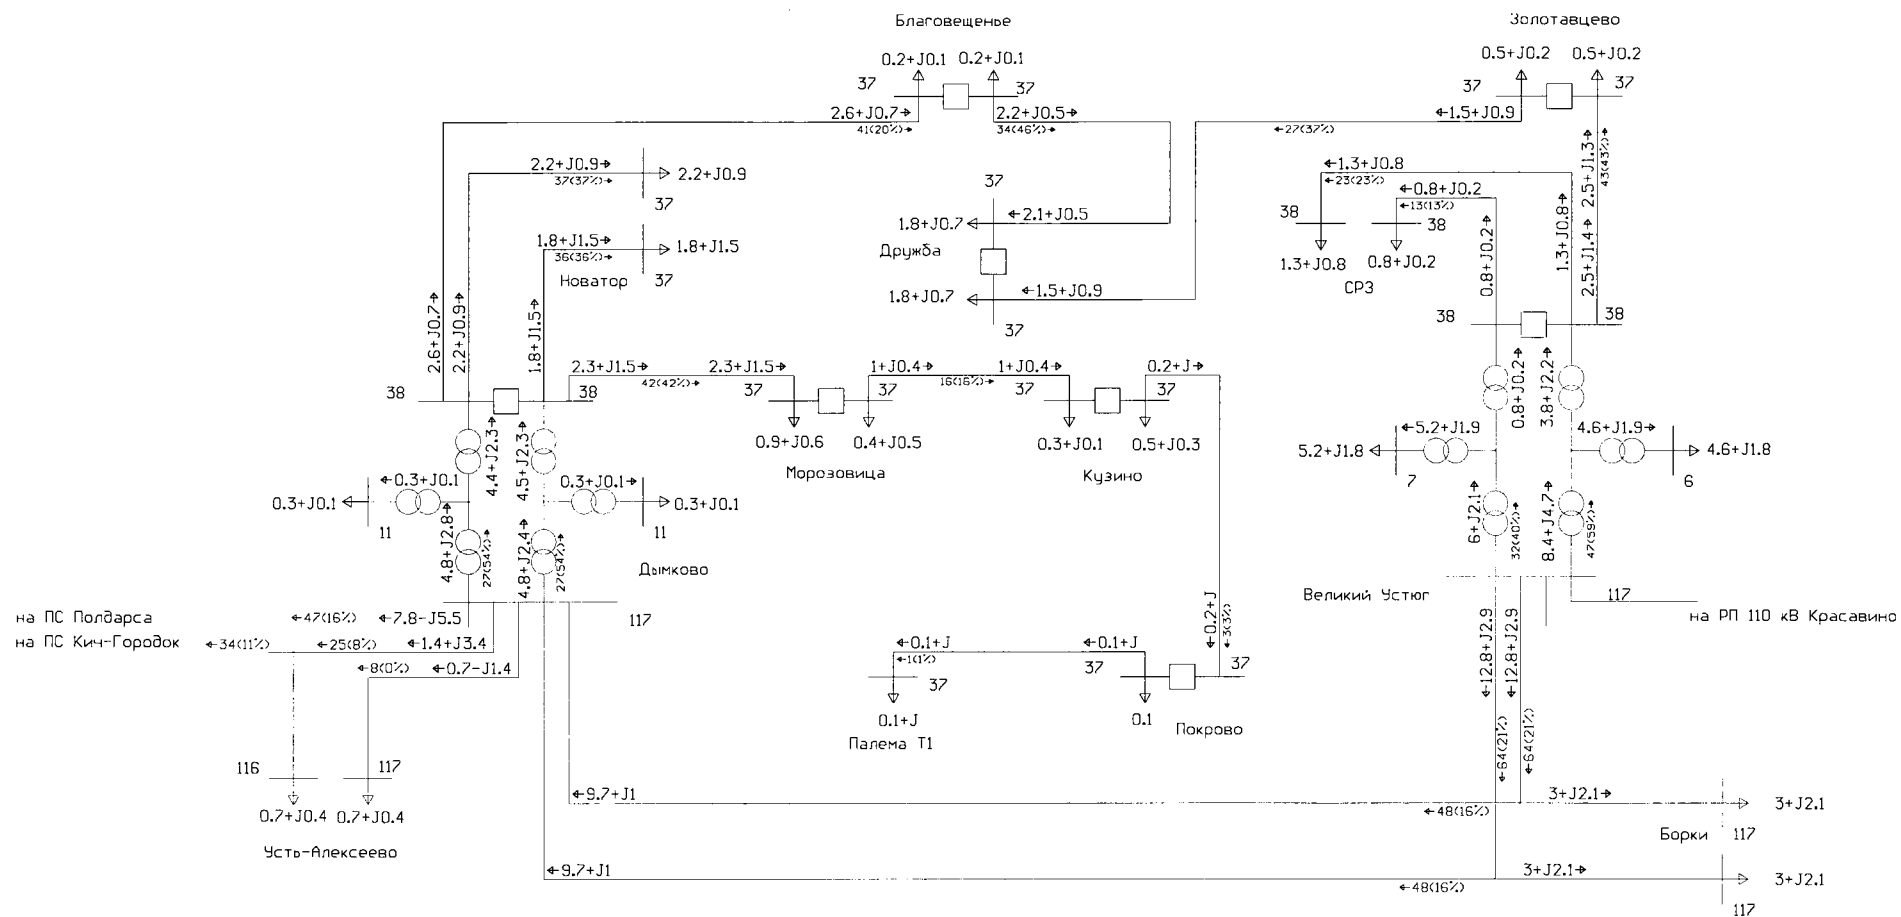 Благовещенье
Золотавцево
0.2+J0.1 0.2+J0.1
0.5+J0.2 0.5+J0.2
37 37
37 37
2.6+J0.7→ 2.2+J0.5→
←1.5+J0.9
41(20%)→ 34(46%)→
←27(37%)
2.5+J1.3→
43(43%)→
2.2+J0.9→
37(37%)→
2.2+J0.9
37
←1.3+J0.8
←23(23%)
←0.8+J0.2
←13(13%)
37
←2.1+J0.5
1.8+J0.7
Дружба
38 38
1.3+J0.8 0.8+J0.2
СРЗ
1.8+J1.5→
36(36%)→
1.8+J1.5
Новатор
37
1.8+J0.7
←1.5+J0.9
37
0.8+J0.2→
1.3+J0.8→
2.5+J1.4→
38 38
2.6+J0.7→
2.2+J0.9→
1.8+J1.5→
38 38
2.3+J1.5→
42(42%)→
2.3+J1.5→
37 37
1+J0.4→
16(16%)→
1+J0.4→
37 37
0.2+J→
0.9+J0.6 0.4+J0.5
Морозовица
0.3+J0.1 0.5+J0.3
Кузино
0.8+J0.2→
3.8+J2.2→
5.2+J1.8
←5.2+J1.9
7
4.6+J1.9→
4.6+J1.8
6
4.4+J2.3→
4.5+J2.3→
0.3+J0.1
←0.3+J0.1
11
0.3+J0.1→
0.3+J0.1
11
4.8+J2.8→
27(54%)→
4.8+J2.4→
27(54%)→
Дымково
6+J2.1→
32(40%)→
8.4+J4.7→
47(59%)→
Великий Устюг
117
на РП 110 кВ Красавино
на ПС Полдарса
←47(16%) ←7.8-J5.5
117
на ПС Кич-Городок
←34(11%) ←25(8%) ←1.4+J3.4
←8(0%) ←0.7-J1.4
←0.2+J
←3(3%)
←0.1+J
←1(1%)
←0.1+J
37 37 37
0.1+J
Палема Т1
0.1
Покрово
←12.8+J2.9
←12.8+J2.9
←64(21%)
←64(21%)
116 117
0.7+J0.4 0.7+J0.4
Усть-Алексеево
←9.7+J1
←48(16%)
3+J2.1→
3+J2.1
Борки 117
←9.7+J1
←48(16%)
3+J2.1→
3+J2.1
117